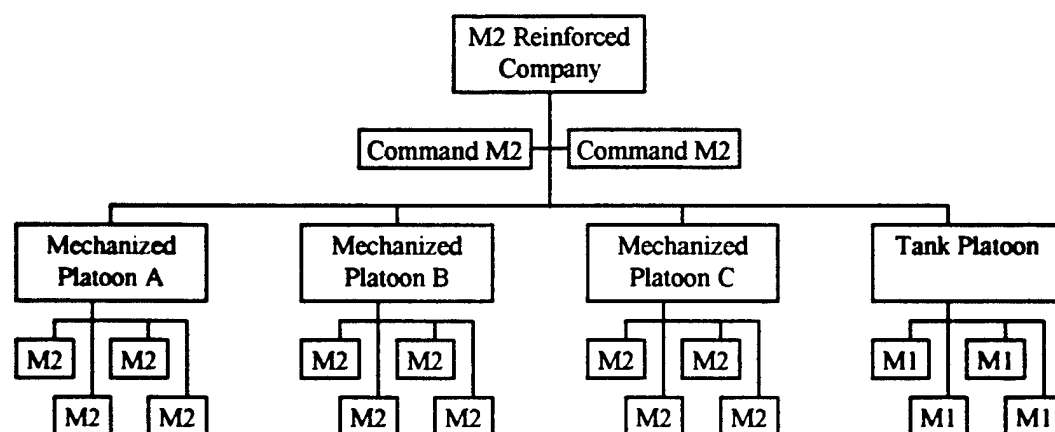 M2 Reinforced
Company
Command M2
Command M2
Mechanized
Platoon A
Mechanized
Platoon B
Mechanized
Platoon C
Tank Platoon
M2
M2
M2
M2
M2
M2
M1
M1
M2
M2
M2
M2
M2
M2
M1
M1